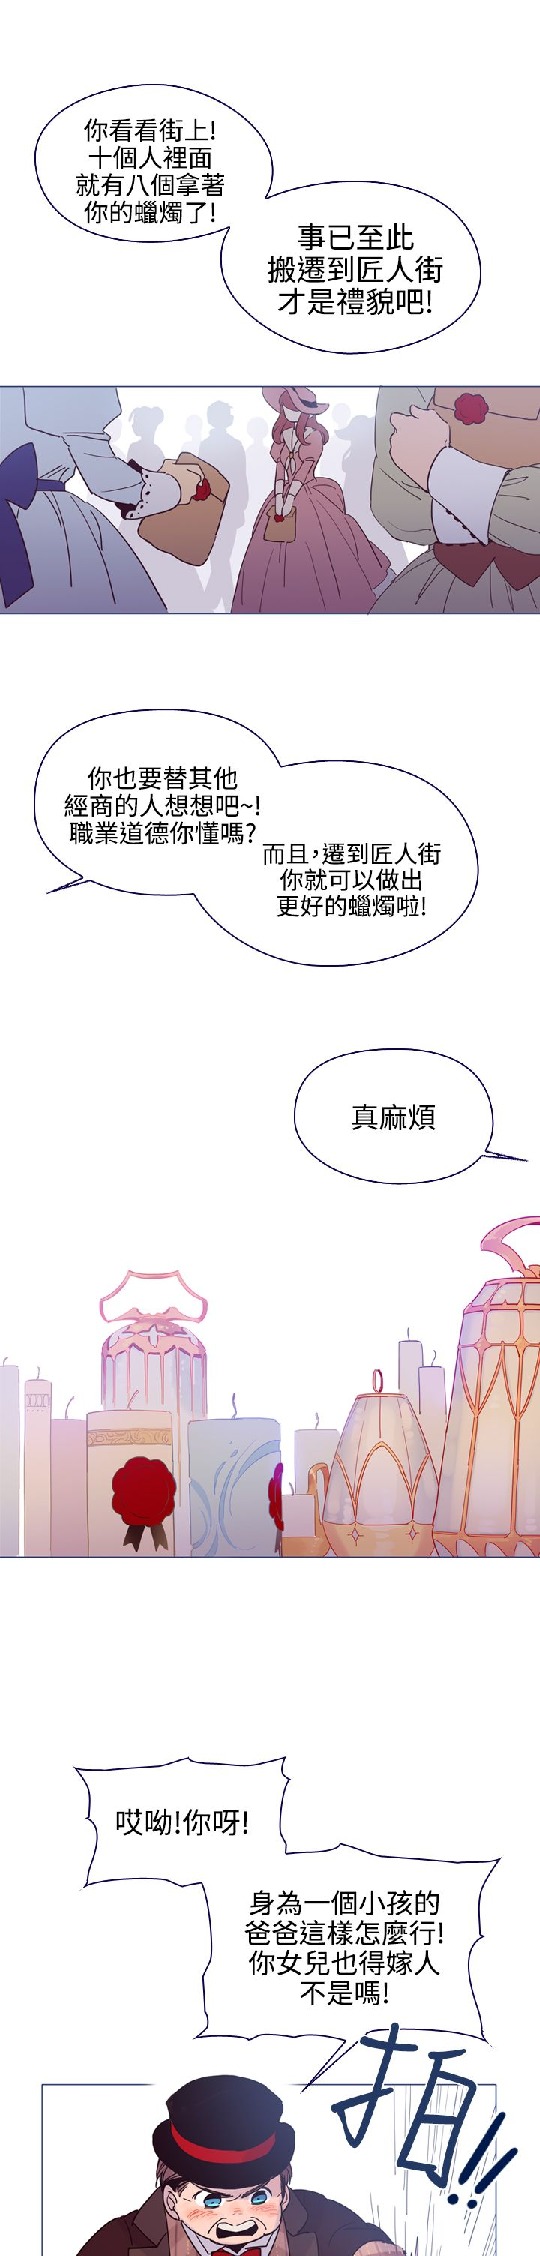 你看看街上!
十個人裡面
就有八個拿著
你的蠟燭了!
事已至此
搬遷到匠人街
才是禮貌吧!
你也要替其他
經商的人想想吧~!
職業道德你懂嗎?
而且，遷到匠人街
你就可以做出
更好的蠟燭啦!
真麻煩
哎呦!你呀!
身為一個小孩的
爸爸這樣怎麼行!
你女兒也得嫁人
不是嗎!
拍!!